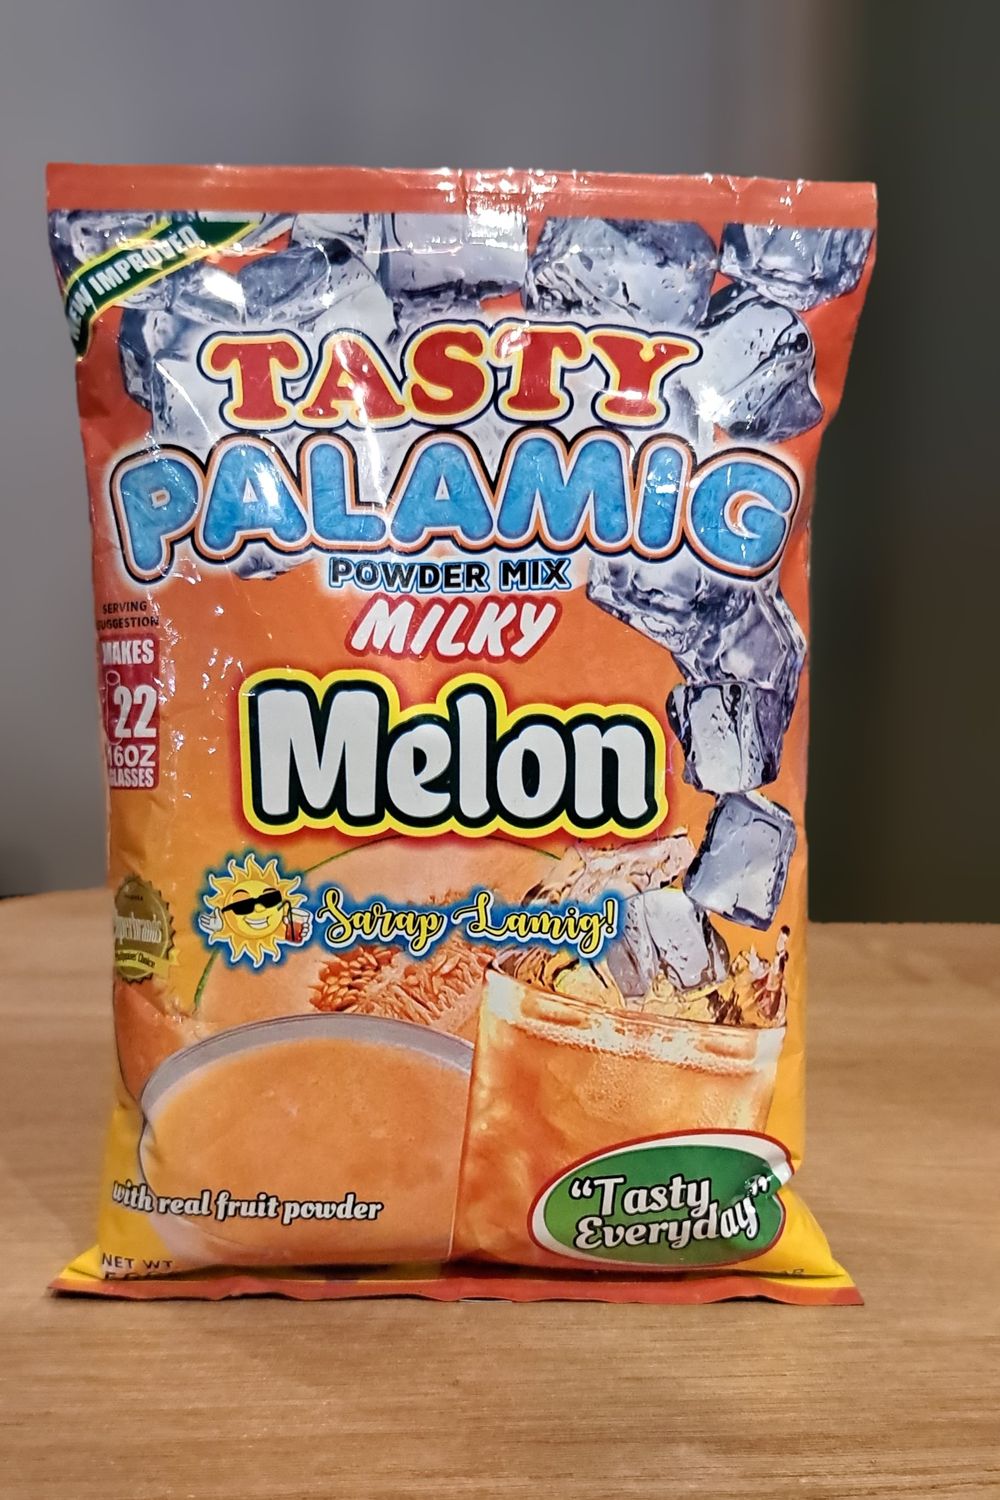 NEW IMPROVED
TASTY
PALAMIG
POWDER MIX
MILKY
Melon
SERVING
SUGGESTION
MAKES
22
16OZ
GLASSES
Sarap Lamig!
Superbrands
with real fruit powder
"Tasty
Everyday"
NET WT.